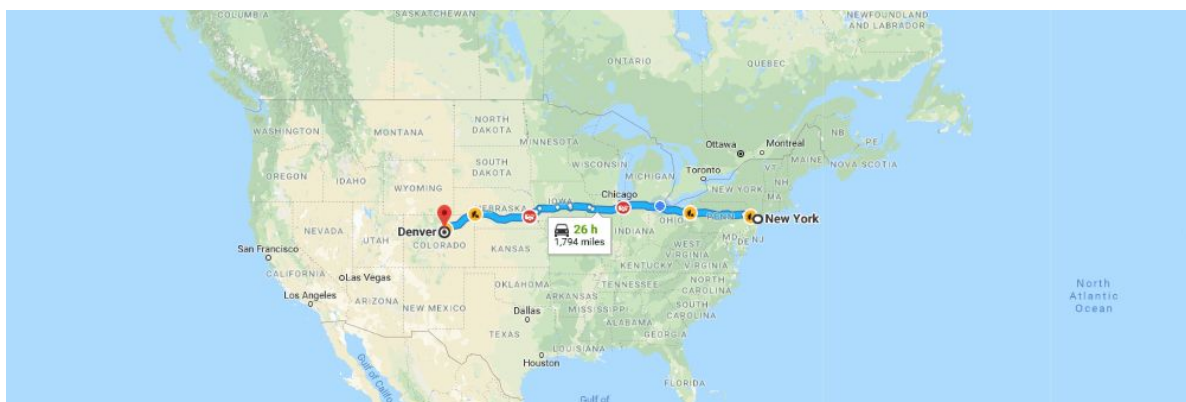 COLUMBIA
SASKATCHEWAN
NEWFOUNDLAND
AND LABRADOR
ONTARIO
QUEBEC
WASHINGTON
MONTANA
NORTH
DAKOTA
MINNESOTA
Ottawa
Montreal
NB
PE
MAINE
NOVA SCOTIA
OREGON
IDAHO
WYOMING
SOUTH
DAKOTA
WISCONSIN
MICHIGAN
Toronto
VT
NH
MA
NEW YORK
Chicago
IOWA
NEBRASKA
Denver
26 h
1,794 miles
OHIO
PENN
New York
NEVADA
UTAH
COLORADO
KANSAS
INDIANA
WEST
VIRGINIA
MD
DE
NJ
San Francisco
CALIFORNIA
Las Vegas
KENTUCKY
VIRGINIA
Los Angeles
ARIZONA
NEW MEXICO
OKLAHOMA
ARKANSAS
TENNESSEE
NORTH
CAROLINA
Dallas
MISSISSIPPI
SOUTH
CAROLINA
ALABAMA
TEXAS
GEORGIA
LOUISIANA
Houston
FLORIDA
Gulf of
North
Atlantic
Ocean